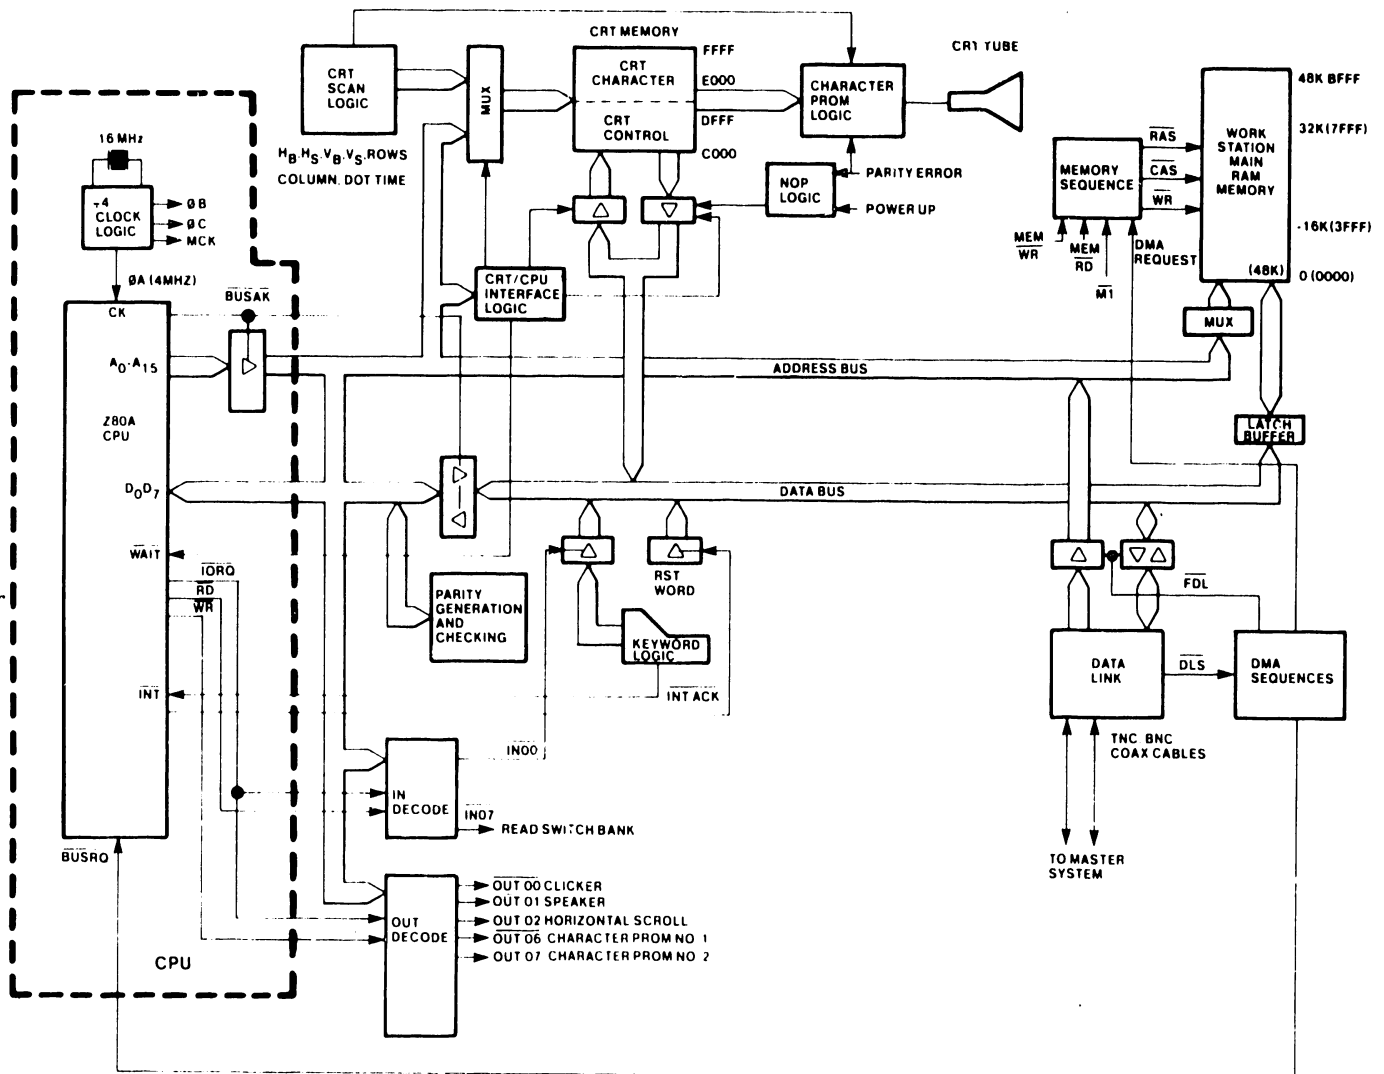 CRT MEMORY
FFFF
CRT TUBE
CRT
SCAN
LOGIC
MUX
CRT
CHARACTER
E000
CHARACTER
PROM
LOGIC
48K BFFF
DFFF
CRT
CONTROL
C000
16 MHz
÷4
CLOCK
LOGIC
ØB
ØC
MCK
H_B.H_S.V_B.V_S.ROWS
COLUMN, DOT TIME
NOP
LOGIC
PARITY ERROR
POWER UP
MEMORY
SEQUENCE
RAS
CAS
WR
WORK
STATION
MAIN
RAM
MEMORY
32K(7FFF)
-16K(3FFF)
(48K)
0(0000)
MEM
WR
MEM
RD
M1
DMA
REQUEST
ØA (4MHZ)
BUSAK
CRT/CPU
INTERFACE
LOGIC
MUX
CK
A0-A15
ADDRESS BUS
Z80A
CPU
LATCH
BUFFER
D0D7
DATA BUS
WAIT
IORQ
RD
WR
PARITY
GENERATION
AND
CHECKING
RST
WORD
FDL
KEYWORD
LOGIC
DATA
LINK
DLS
DMA
SEQUENCES
INT
INT ACK
TNC BNC
COAX CABLES
IN
DECODE
IN00
IN07
READ SWITCH BANK
BUSRQ
TO MASTER
SYSTEM
OUT
DECODE
OUT 00 CLICKER
OUT 01 SPEAKER
OUT 02 HORIZONTAL SCROLL
OUT 06 CHARACTER PROM NO 1
OUT 07 CHARACTER PROM NO 2
CPU